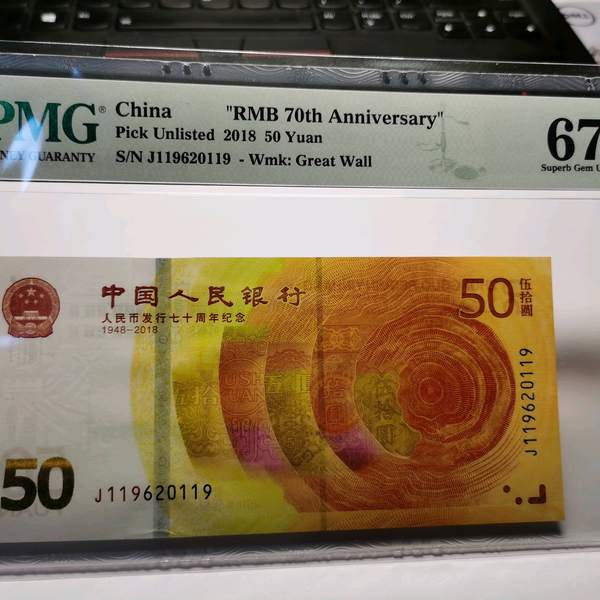 PMG®
NEY GUARANTY
China "RMB 70th Anniversary"
Pick Unlisted 2018 50 Yuan
S/N J119620119 - Wmk: Great Wall
67
Superb Gem U
中国人民银行
人民币发行七十周年纪念
1948-2018
50
伍拾圆
J119620119
50
J119620119